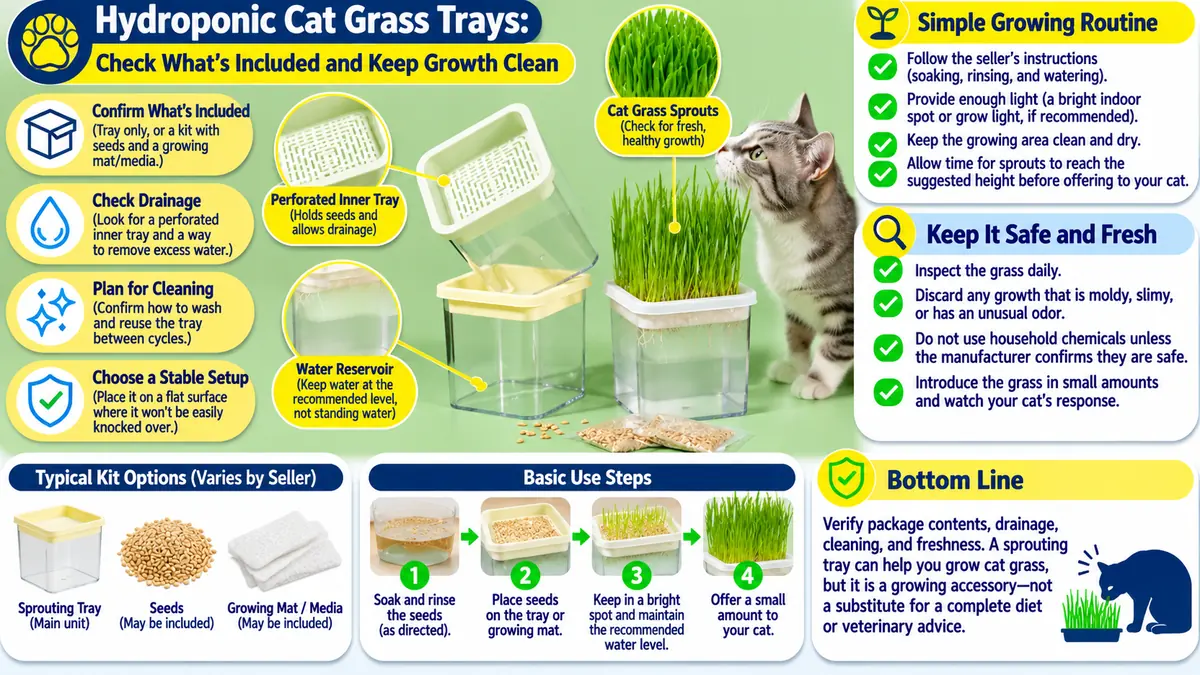 Hydroponic Cat Grass Trays:
Check What's Included and Keep Growth Clean
Confirm What's Included
(Tray only, or a kit with
seeds and a growing
mat/media.)
Check Drainage
(Look for a perforated
inner tray and a way
to remove excess water.)
Plan for Cleaning
(Confirm how to wash
and reuse the tray
between cycles.)
Choose a Stable Setup
(Place it on a flat surface
where it won't be easily
knocked over.)
Perforated Inner Tray
(Holds seeds and
allows drainage)
Water Reservoir
(Keep water at the
recommended level,
not standing water)
Cat Grass Sprouts
(Check for fresh,
healthy growth)
Simple Growing Routine
Follow the seller's instructions
(soaking, rinsing, and watering).
Provide enough light (a bright indoor
spot or grow light, if recommended).
Keep the growing area clean and dry.
Allow time for sprouts to reach the
suggested height before offering to your cat.
Keep It Safe and Fresh
Inspect the grass daily.
Discard any growth that is moldy, slimy,
or has an unusual odor.
Do not use household chemicals unless
the manufacturer confirms they are safe.
Introduce the grass in small amounts
and watch your cat's response.
Typical Kit Options (Varies by Seller)
Sprouting Tray
(Main unit)
Seeds
(May be included)
Growing Mat / Media
(May be included)
Basic Use Steps
1
Soak and rinse
the seeds
(as directed).
2
Place seeds
on the tray or
growing mat.
3
Keep in a bright
spot and maintain
the recommended
water level.
4
Offer a small
amount to
your cat.
Bottom Line
Verify package contents, drainage,
cleaning, and freshness. A sprouting
tray can help you grow cat grass,
but it is a growing accessory—not
a substitute for a complete diet
or veterinary advice.